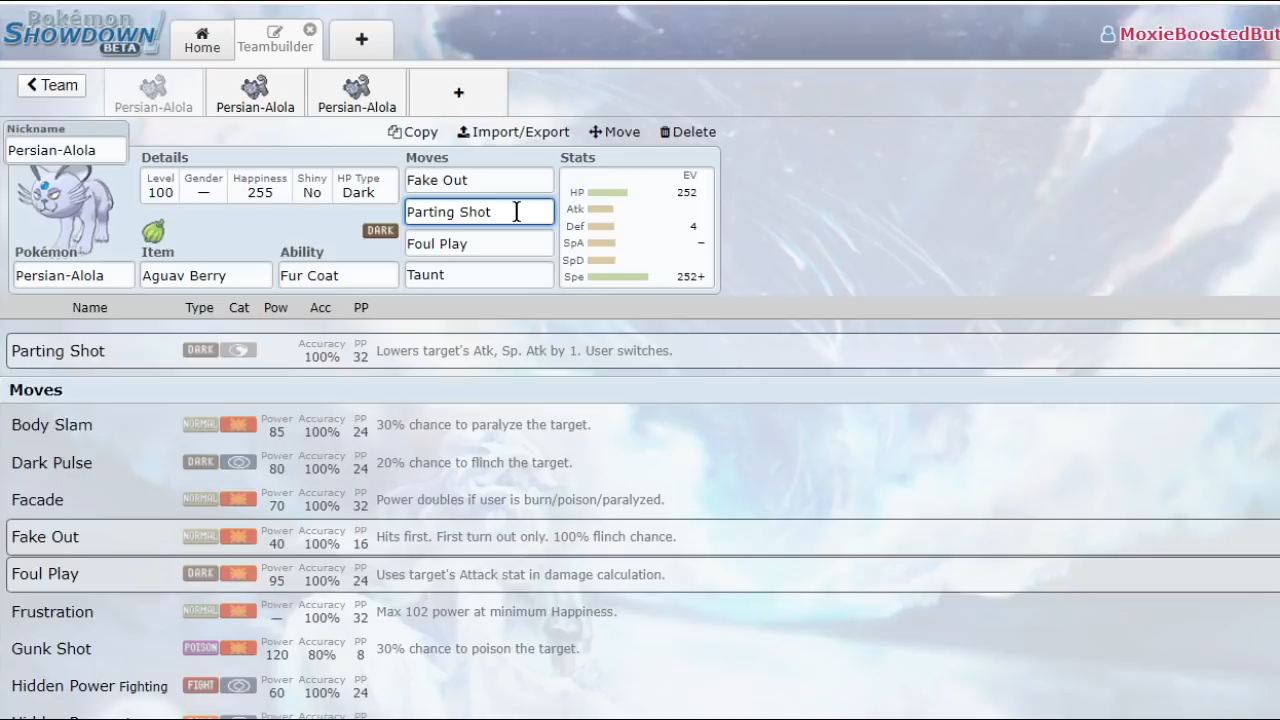 Pokémon
SHOWDOWN!
BETA
Home
Teambuilder
+
MoxieBoostedBut
Team
Persian-Alola
Persian-Alola
Persian-Alola
+
Copy Import/Export Move Delete
Nickname
Persian-Alola
Details
Level Gender Happiness Shiny HP Type
100 — 255 No Dark
DARK
Pokémon Item Ability
Persian-Alola Aguav Berry Fur Coat
Moves
Fake Out
Parting Shot
Foul Play
Taunt
Stats
EV
HP 252
Atk
Def 4
SpA –
SpD
Spe 252+
Name Type Cat Pow Acc PP
Parting Shot DARK Accuracy 100% PP 32 Lowers target's Atk, Sp. Atk by 1. User switches.
Moves
Body Slam NORMAL Power 85 Accuracy 100% PP 24 30% chance to paralyze the target.
Dark Pulse DARK Power 80 Accuracy 100% PP 24 20% chance to flinch the target.
Facade NORMAL Power 70 Accuracy 100% PP 32 Power doubles if user is burn/poison/paralyzed.
Fake Out NORMAL Power 40 Accuracy 100% PP 16 Hits first. First turn out only. 100% flinch chance.
Foul Play DARK Power 95 Accuracy 100% PP 24 Uses target's Attack stat in damage calculation.
Frustration NORMAL Power — Accuracy 100% PP 32 Max 102 power at minimum Happiness.
Gunk Shot POISON Power 120 Accuracy 80% PP 8 30% chance to poison the target.
Hidden Power Fighting FIGHT Power 60 Accuracy 100% PP 24